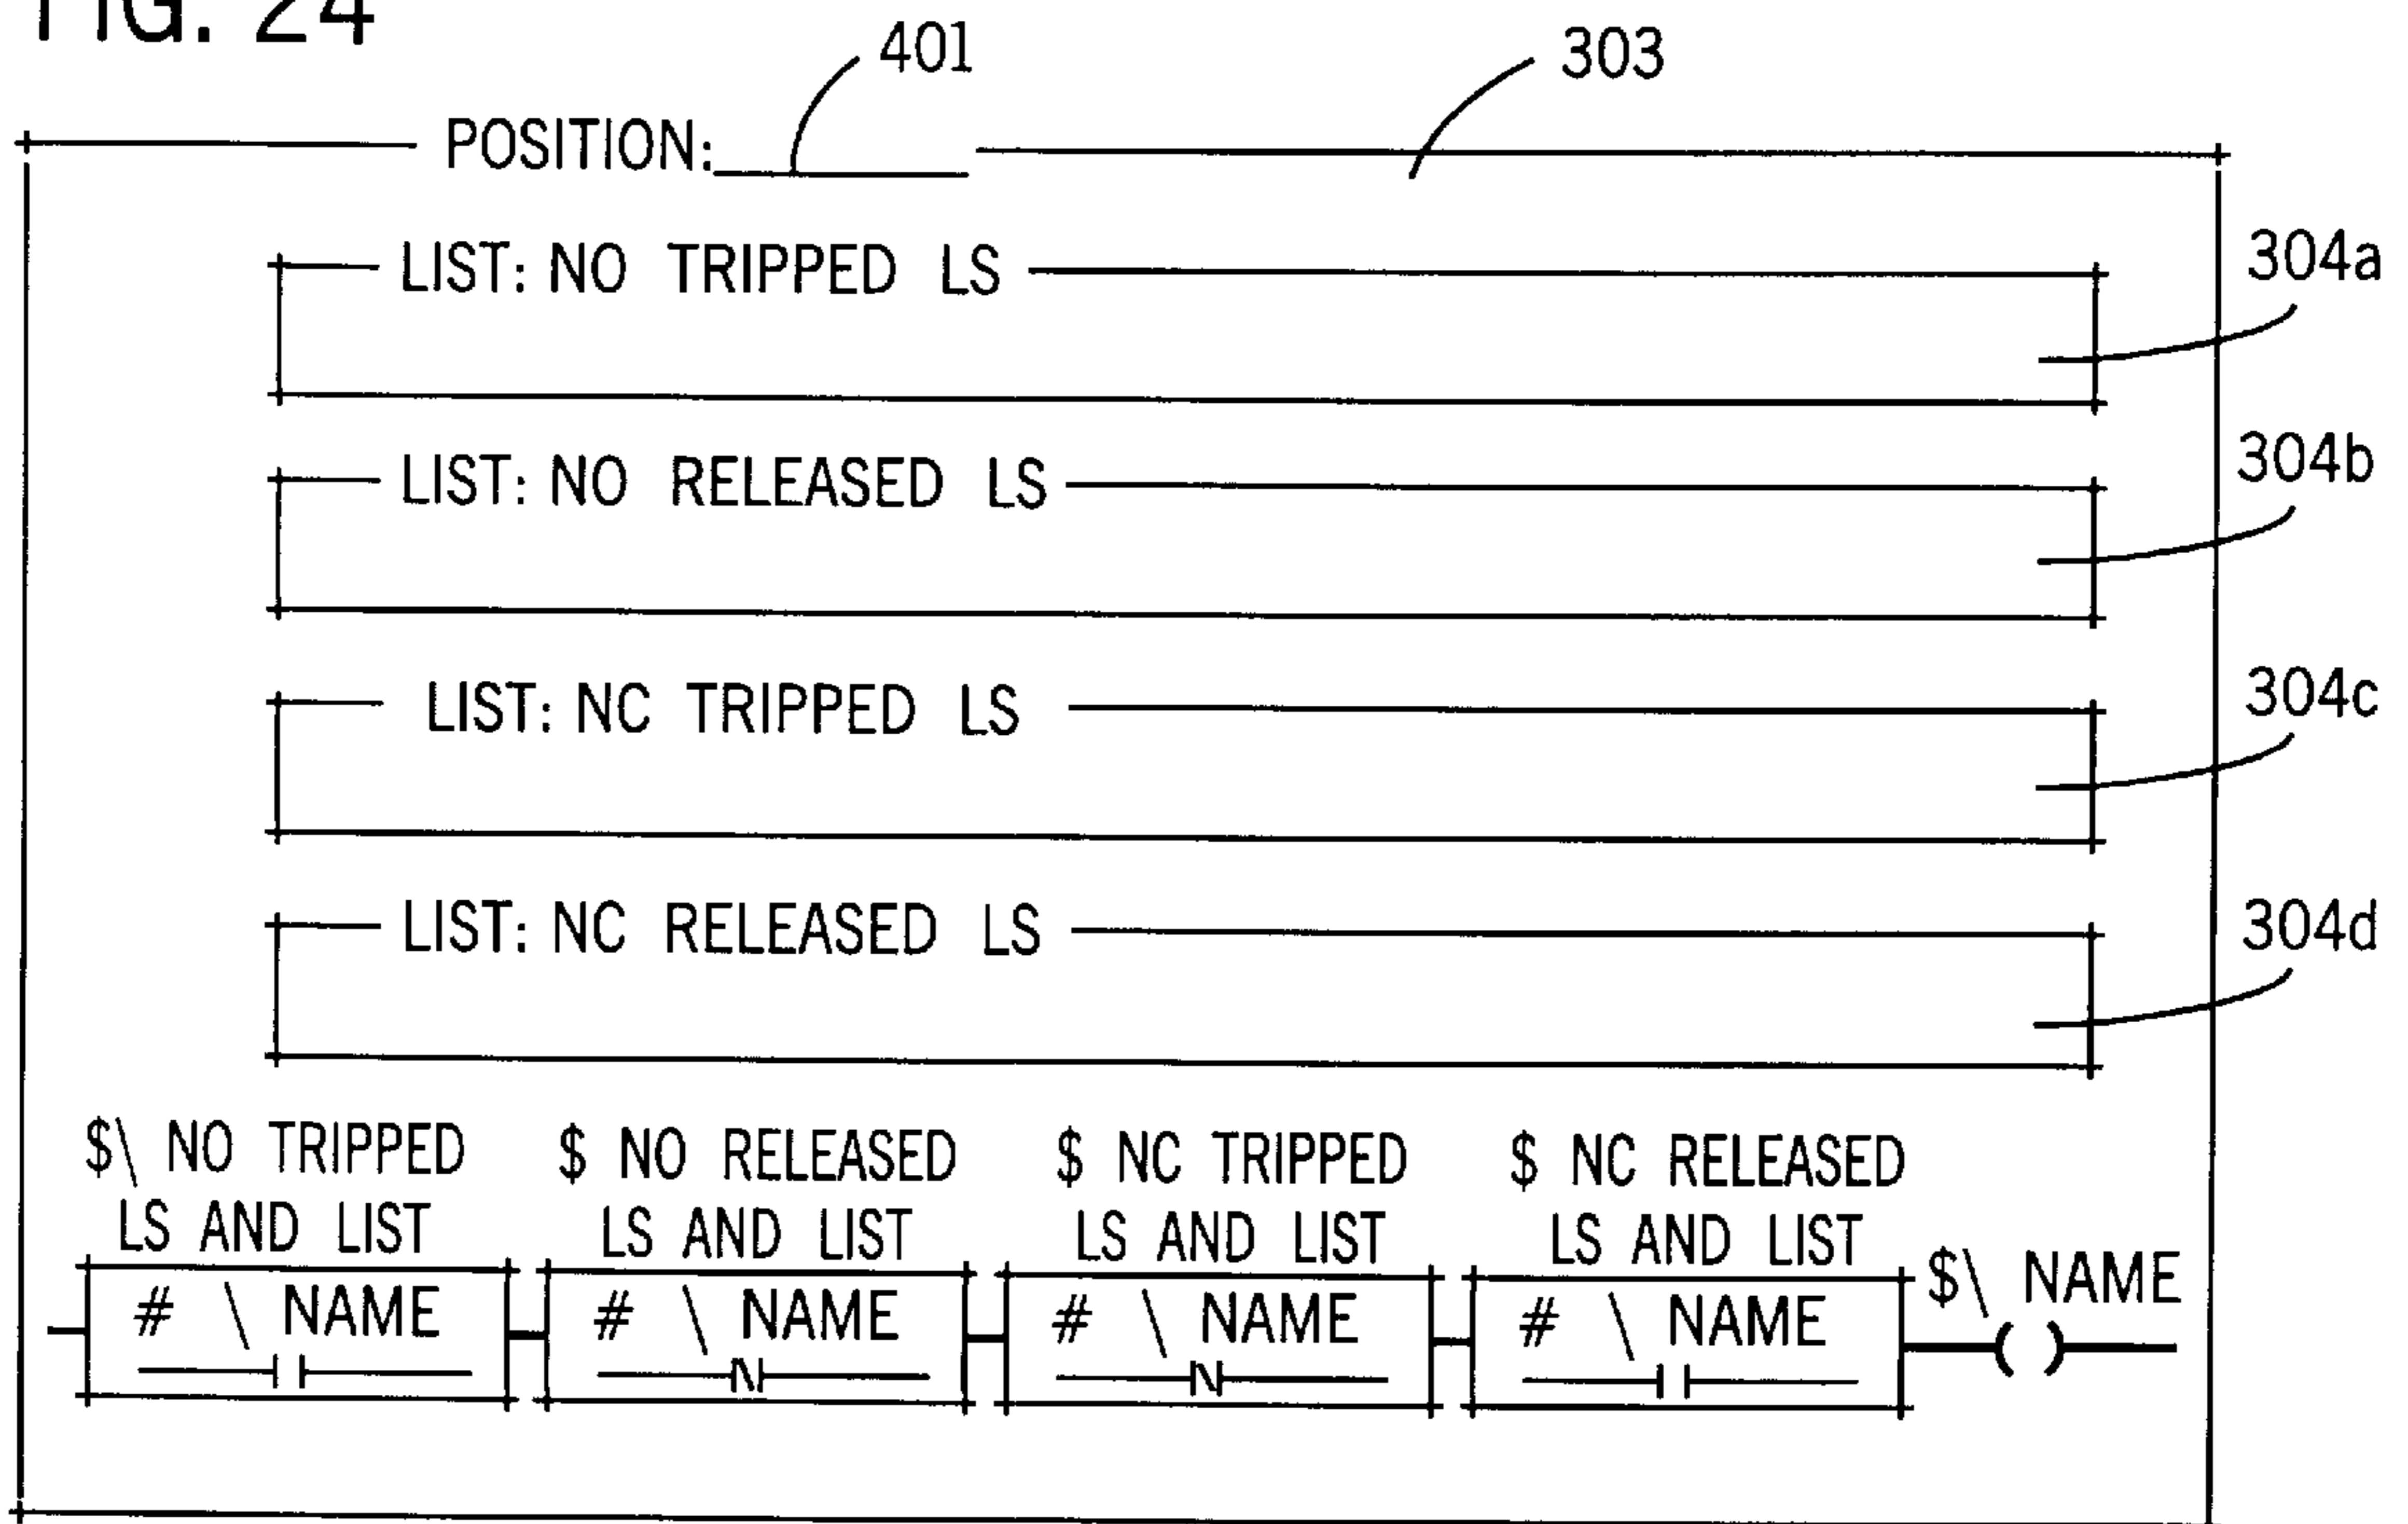 FIG. 24
401
303
POSITION:
LIST: NO TRIPPED LS
304a
LIST: NO RELEASED LS
304b
LIST: NC TRIPPED LS
304c
LIST: NC RELEASED LS
304d
$\ NO TRIPPED LS AND LIST
# \ NAME
$ NO RELEASED LS AND LIST
# \ NAME
$ NC TRIPPED LS AND LIST
# \ NAME
$ NC RELEASED LS AND LIST
# \ NAME
$\ NAME